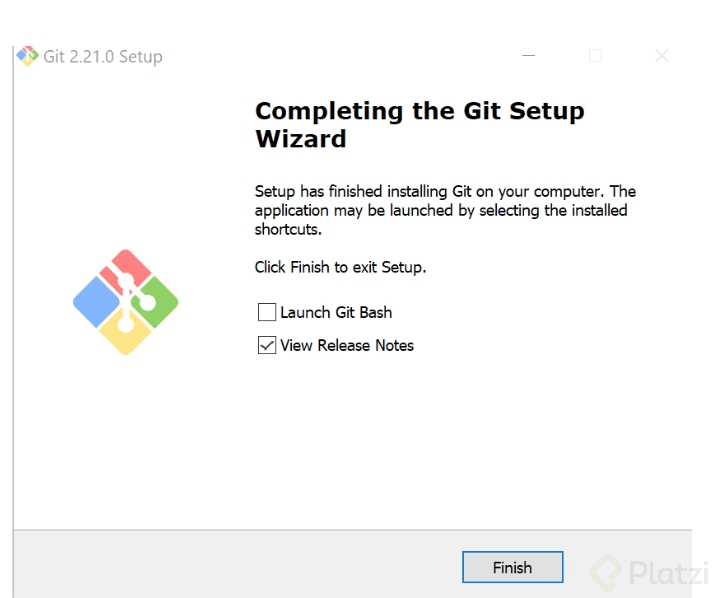 Git 2.21.0 Setup
Completing the Git Setup
Wizard
Setup has finished installing Git on your computer. The
application may be launched by selecting the installed
shortcuts.
Click Finish to exit Setup.
Launch Git Bash
View Release Notes
Finish
Platzi